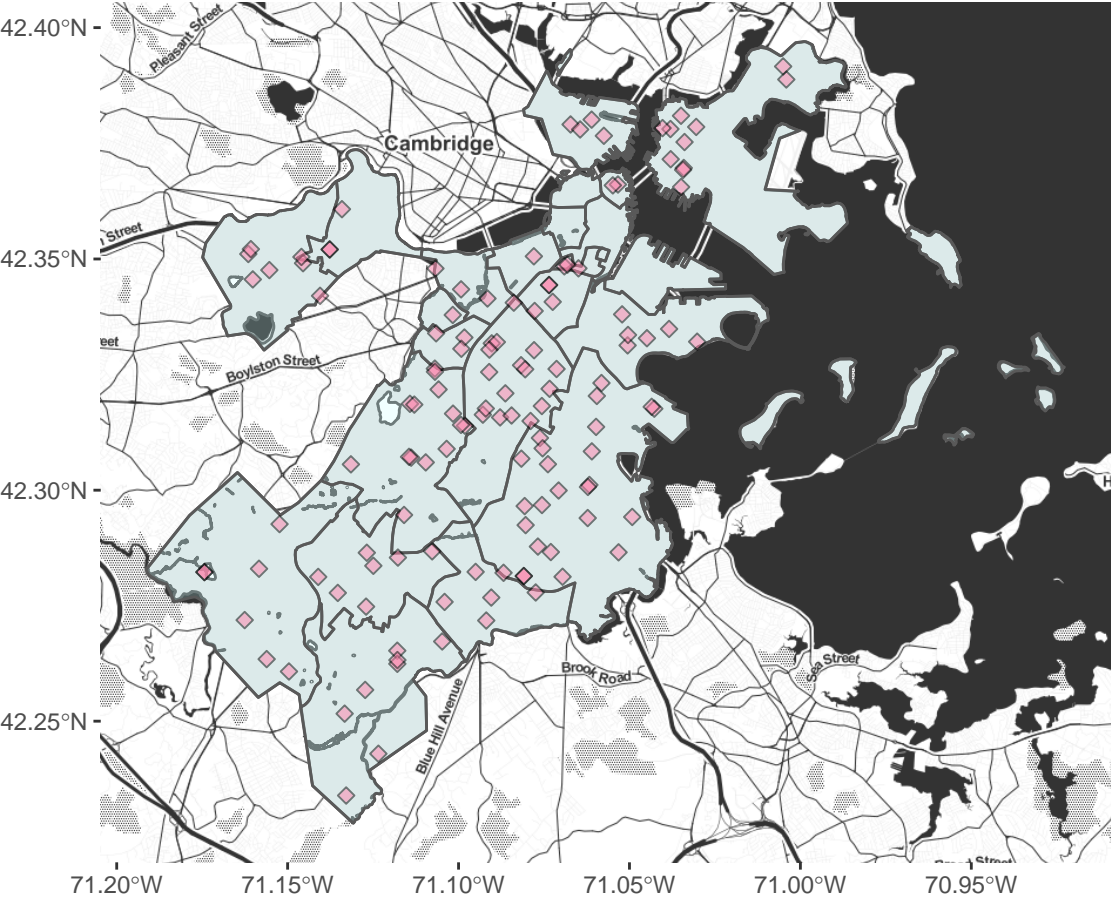 42.40°N
Pleasant Street
Cambridge
Street
42.35°N
Boylston Street
42.30°N
Sea Street
Brook Road
42.25°N
Blue Hill Avenue
71.20°W
71.15°W
71.10°W
71.05°W
71.00°W
70.95°W